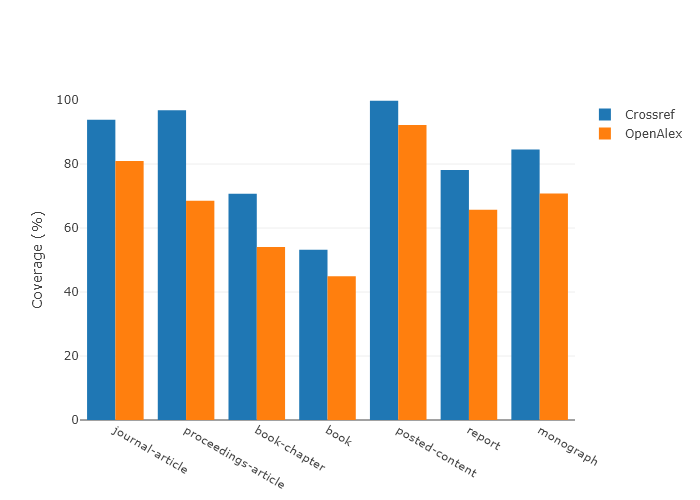 100
80
60
40
20
0
Coverage (%)
journal-article
proceedings-article
book-chapter
book
posted-content
report
monograph
Crossref
OpenAlex